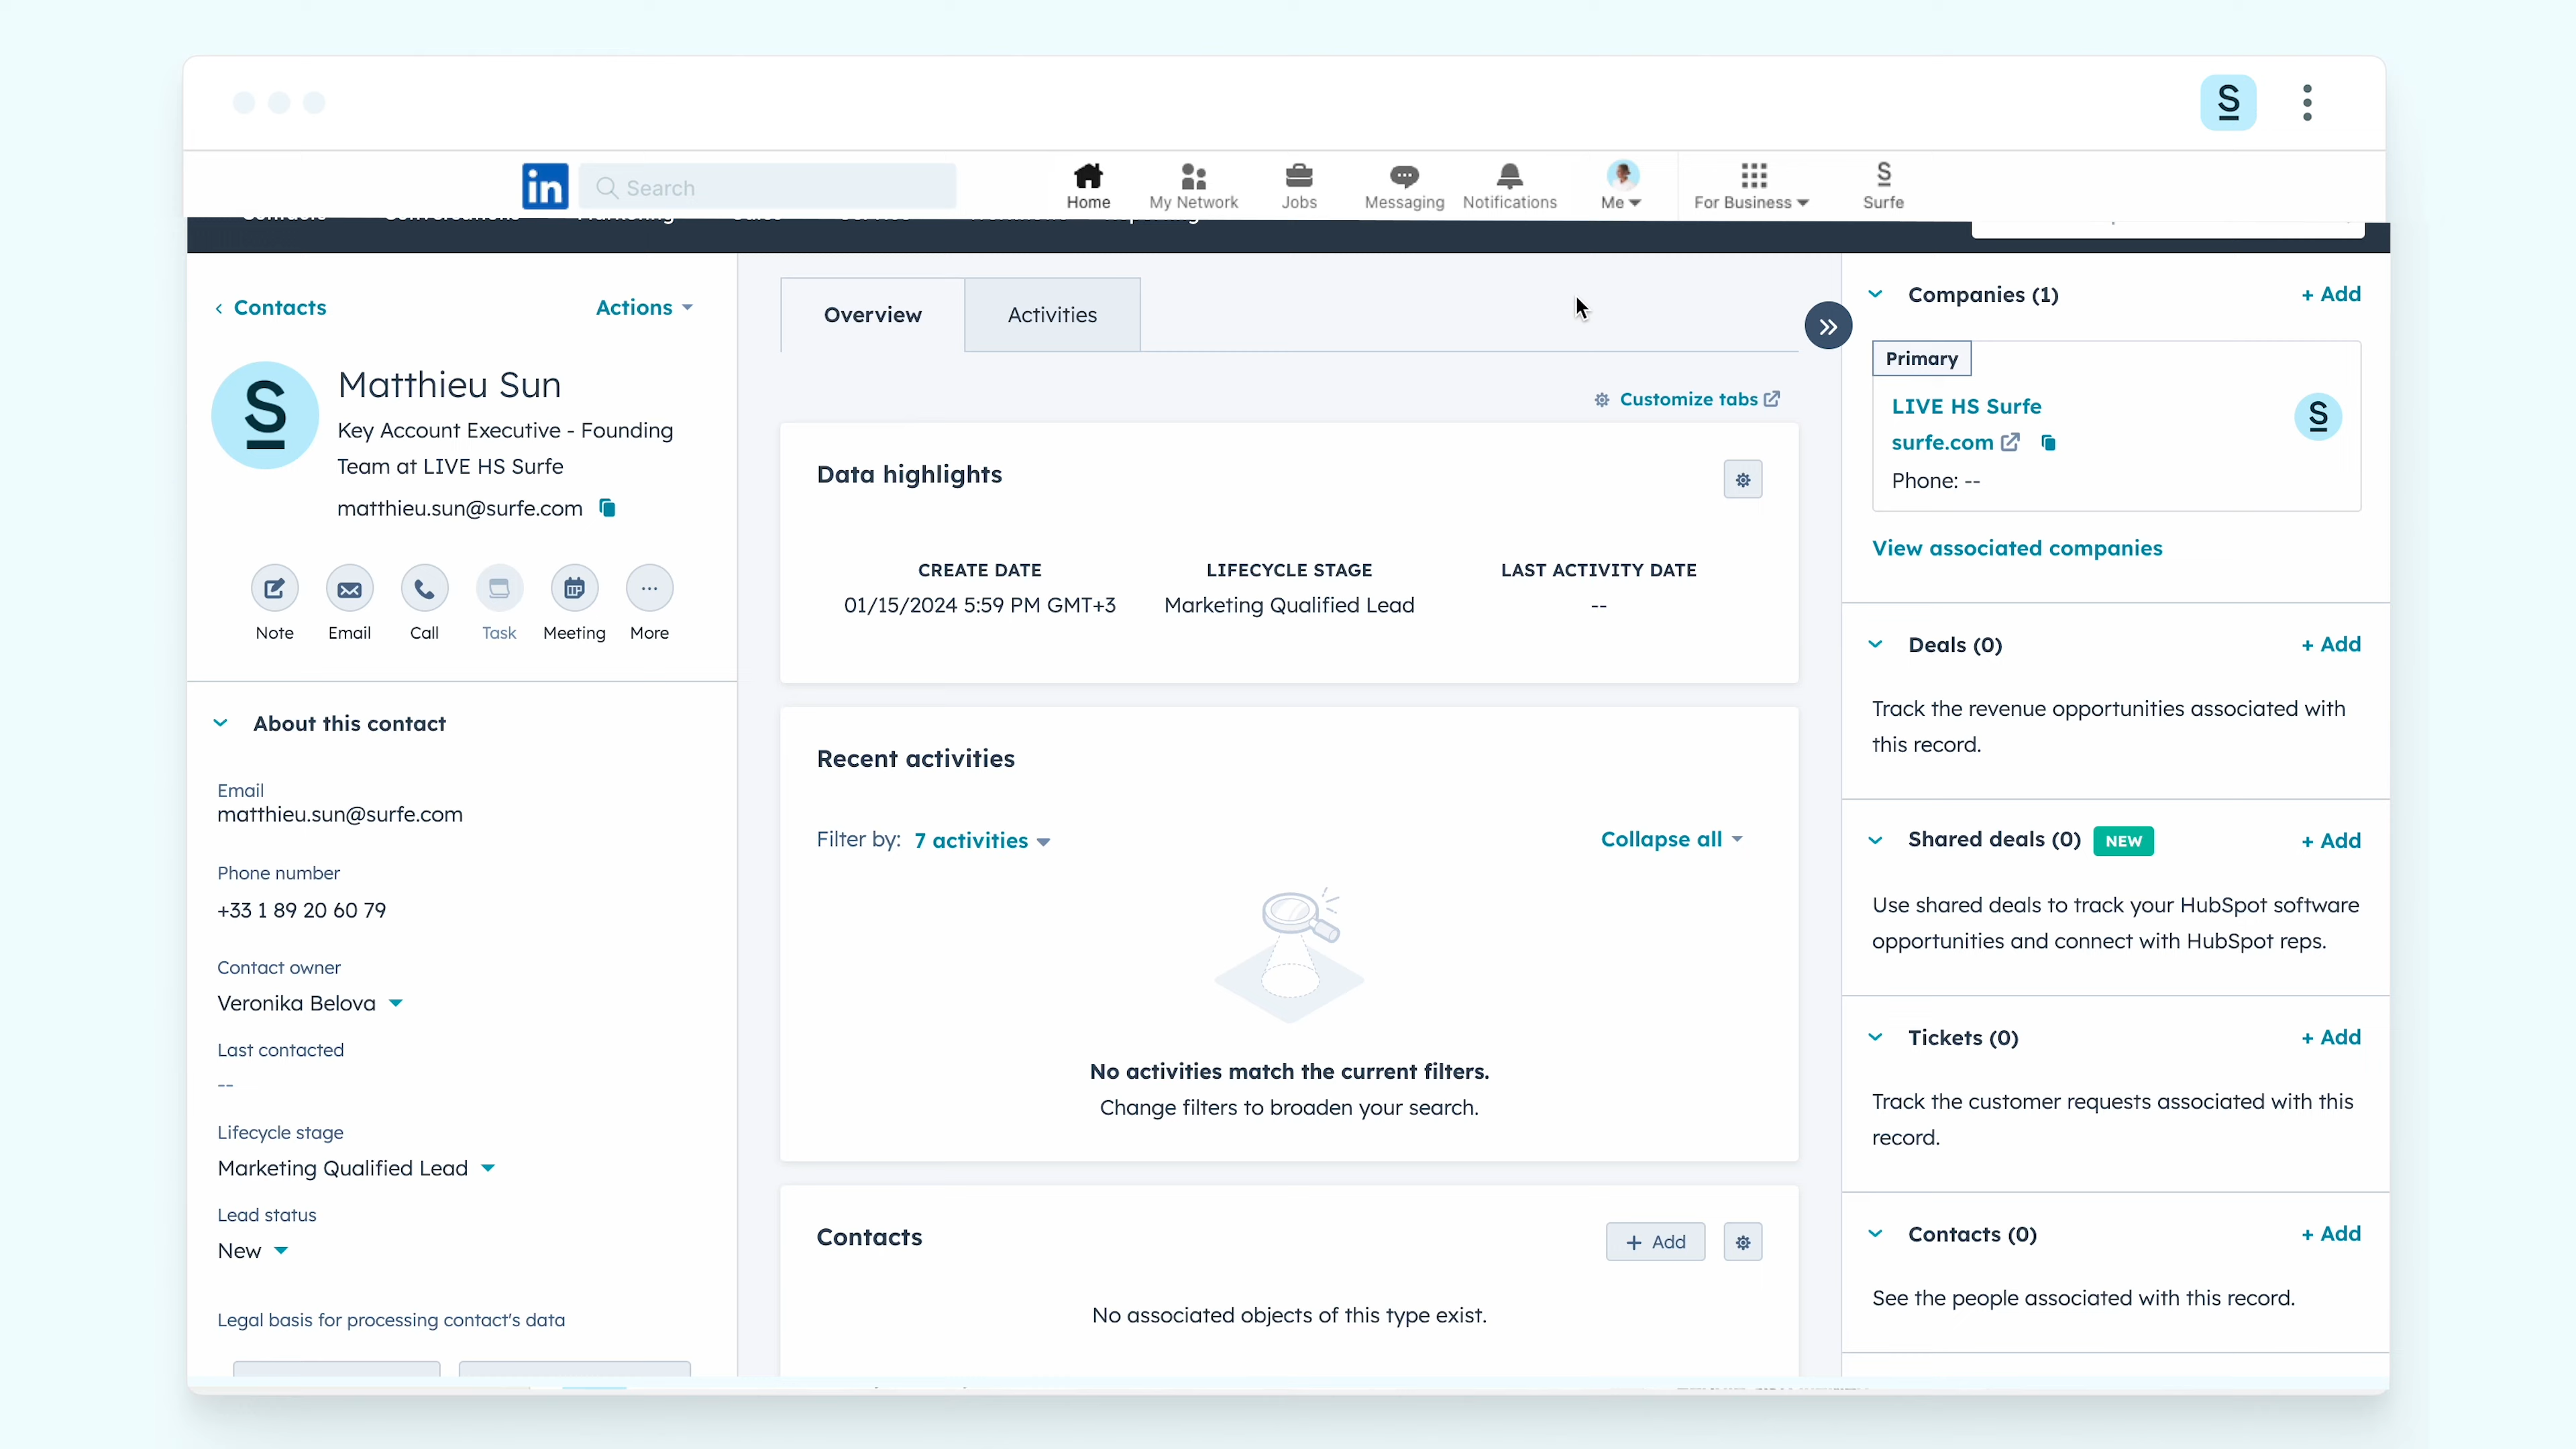 S
in
Search
Home
My Network
Jobs
Messaging
Notifications
Me
For Business
S
Surfe
Contacts
Actions
S
Matthieu Sun
Key Account Executive - Founding
Team at LIVE HS Surfe
matthieu.sun@surfe.com
Note
Email
Call
Task
Meeting
More
About this contact
Email
matthieu.sun@surfe.com
Phone number
+33 1 89 20 60 79
Contact owner
Veronika Belova
Last contacted
--
Lifecycle stage
Marketing Qualified Lead
Lead status
New
Legal basis for processing contact's data
Overview
Activities
Customize tabs
Data highlights
CREATE DATE
01/15/2024 5:59 PM GMT+3
LIFECYCLE STAGE
Marketing Qualified Lead
LAST ACTIVITY DATE
--
Recent activities
Filter by: 7 activities
Collapse all
No activities match the current filters.
Change filters to broaden your search.
Contacts
+ Add
No associated objects of this type exist.
Companies (1)
+ Add
Primary
LIVE HS Surfe
surfe.com
Phone: --
S
View associated companies
Deals (0)
+ Add
Track the revenue opportunities associated with
this record.
Shared deals (0) NEW
+ Add
Use shared deals to track your HubSpot software
opportunities and connect with HubSpot reps.
Tickets (0)
+ Add
Track the customer requests associated with this
record.
Contacts (0)
+ Add
See the people associated with this record.